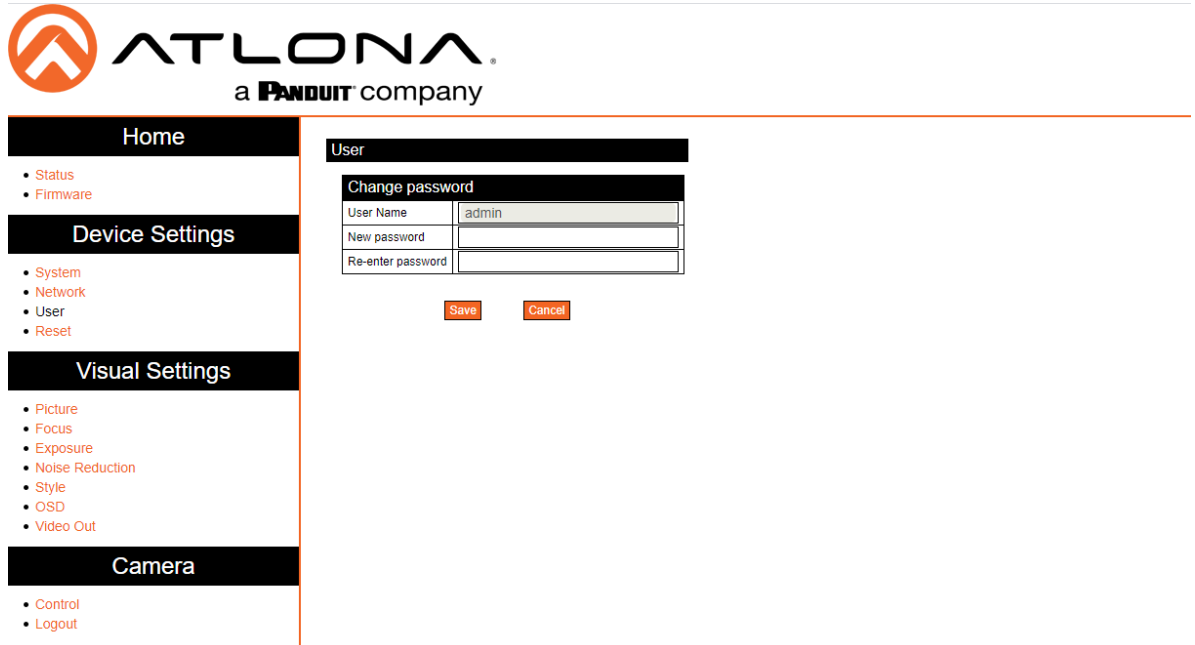 ATLONA®
a PANDUIT™ company
Home
• Status
• Firmware
Device Settings
• System
• Network
• User
• Reset
Visual Settings
• Picture
• Focus
• Exposure
• Noise Reduction
• Style
• OSD
• Video Out
Camera
• Control
• Logout
User
Change password
User Name admin
New password
Re-enter password
Save Cancel